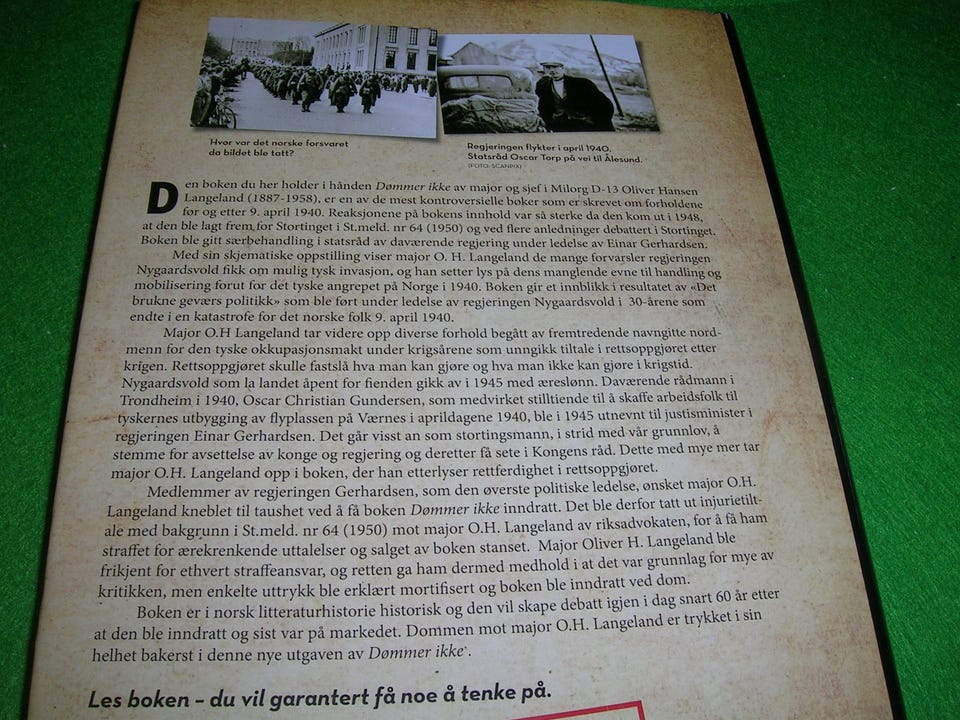 Hvor var det norske forsvaret
da bildet ble tatt?
Regjeringen flykter i april 1940.
Statsråd Oscar Torp på vei til Ålesund.
(FOTO: SCANPIX)
Den boken du her holder i hånden Dømmer ikke av major og sjef i Milorg D-13 Oliver Hansen
Langeland (1887-1958), er en av de mest kontroversielle bøker som er skrevet om forholdene
før og etter 9. april 1940. Reaksjonene på bokens innhold var så sterke da den kom ut i 1948,
at den ble lagt frem for Stortinget i St.meld. nr 64 (1950) og ved flere anledninger debattert i Stortinget.
Boken ble gitt særbehandling i statsråd av daværende regjering under ledelse av Einar Gerhardsen.
Med sin skjematiske oppstilling viser major O. H. Langeland de mange forvarsler regjeringen
Nygaardsvold fikk om mulig tysk invasjon, og han setter lys på dens manglende evne til handling og
mobilisering forut for det tyske angrepet på Norge i 1940. Boken gir et innblikk i resultatet av «Det
brukne geværs politikk» som ble ført under ledelse av regjeringen Nygaardsvold i 30-årene som
endte i en katastrofe for det norske folk 9. april 1940.
Major O.H Langeland tar videre opp diverse forhold begått av fremtredende navngitte nord-
menn for den tyske okkupasjonsmakt under krigsårene som unngikk tiltale i rettsoppgjøret etter
krigen. Rettsoppgjøret skulle fastslå hva man kan gjøre og hva man ikke kan gjøre i krigstid.
Nygaardsvold som la landet åpent for fienden gikk av i 1945 med æreslønn. Daværende rådmann i
Trondheim i 1940, Oscar Christian Gundersen, som medvirket stilltiende til å skaffe arbeidsfolk til
tyskernes utbygging av flyplassen på Værnes i aprildagene 1940, ble i 1945 utnevnt til justisminister i
regjeringen Einar Gerhardsen. Det går visst an som stortingsmann, i strid med vår grunnlov, å
stemme for avsettelse av konge og regjering og deretter få sete i Kongens råd. Dette med mye mer tar
major O.H. Langeland opp i boken, der han etterlyser rettferdighet i rettsoppgjøret.
Medlemmer av regjeringen Gerhardsen, som den øverste politiske ledelse, ønsket major O.H.
Langeland kneblet til taushet ved å få boken Dømmer ikke inndratt. Det ble derfor tatt ut injurietilt-
ale med bakgrunn i St.meld. nr 64 (1950) mot major O.H. Langeland av riksadvokaten, for å få ham
straffet for ærekrenkende uttalelser og salget av boken stanset. Major Oliver H. Langeland ble
frikjent for ethvert straffeansvar, og retten ga ham dermed medhold i at det var grunnlag for mye av
kritikken, men enkelte uttrykk ble erklært mortifisert og boken ble inndratt ved dom.
Boken er i norsk litteraturhistorie historisk og den vil skape debatt igjen i dag snart 60 år etter
at den ble inndratt og sist var på markedet. Dommen mot major O.H. Langeland er trykket i sin
helhet bakerst i denne nye utgaven av Dømmer ikke".
Les boken – du vil garantert få noe å tenke på.